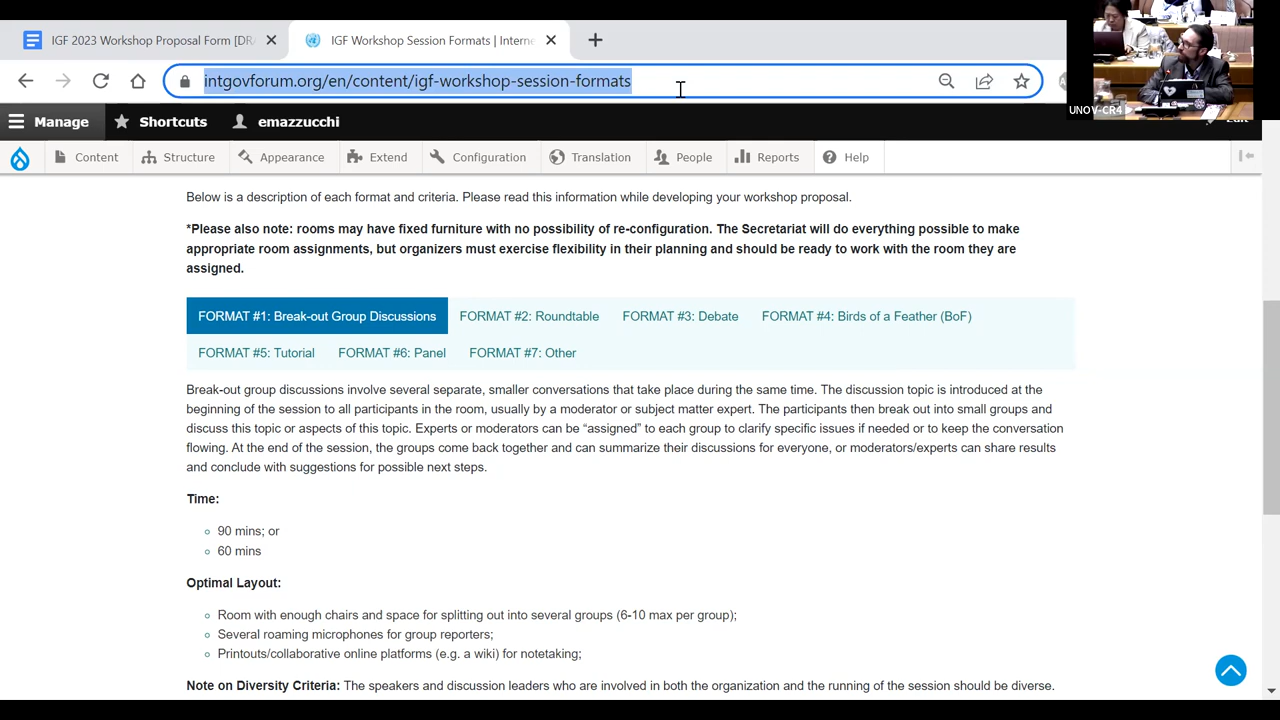 IGF 2023 Workshop Proposal Form [DR
IGF Workshop Session Formats | Intern
intgovforum.org/en/content/igf-workshop-session-formats
UNOV-CR4
Manage Shortcuts emazzucchi
Content Structure Appearance Extend Configuration Translation People Reports Help
Below is a description of each format and criteria. Please read this information while developing your workshop proposal.
*Please also note: rooms may have fixed furniture with no possibility of re-configuration. The Secretariat will do everything possible to make
appropriate room assignments, but organizers must exercise flexibility in their planning and should be ready to work with the room they are
assigned.
FORMAT #1: Break-out Group Discussions FORMAT #2: Roundtable FORMAT #3: Debate FORMAT #4: Birds of a Feather (BoF)
FORMAT #5: Tutorial FORMAT #6: Panel FORMAT #7: Other
Break-out group discussions involve several separate, smaller conversations that take place during the same time. The discussion topic is introduced at the
beginning of the session to all participants in the room, usually by a moderator or subject matter expert. The participants then break out into small groups and
discuss this topic or aspects of this topic. Experts or moderators can be “assigned” to each group to clarify specific issues if needed or to keep the conversation
flowing. At the end of the session, the groups come back together and can summarize their discussions for everyone, or moderators/experts can share results
and conclude with suggestions for possible next steps.
Time:
90 mins; or
60 mins
Optimal Layout:
Room with enough chairs and space for splitting out into several groups (6-10 max per group);
Several roaming microphones for group reporters;
Printouts/collaborative online platforms (e.g. a wiki) for notetaking;
Note on Diversity Criteria: The speakers and discussion leaders who are involved in both the organization and the running of the session should be diverse.